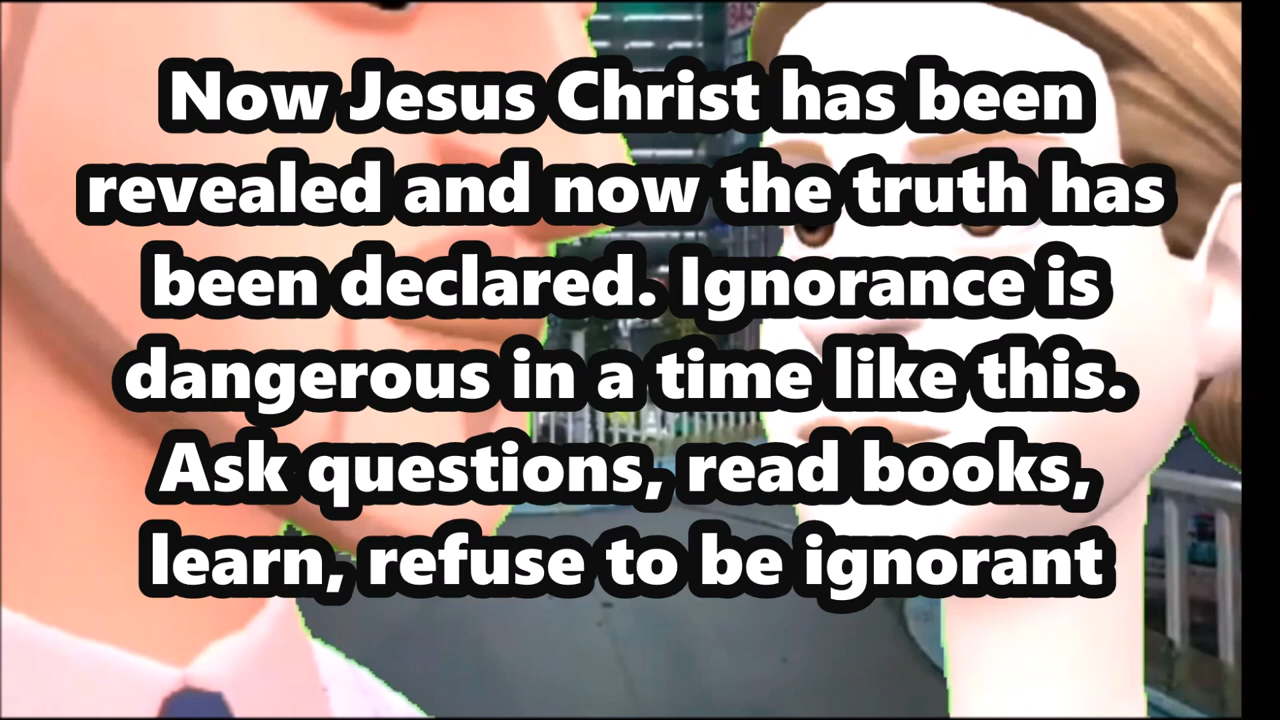 Now Jesus Christ has been
revealed and now the truth has
been declared. Ignorance is
dangerous in a time like this.
Ask questions, read books,
learn, refuse to be ignorant